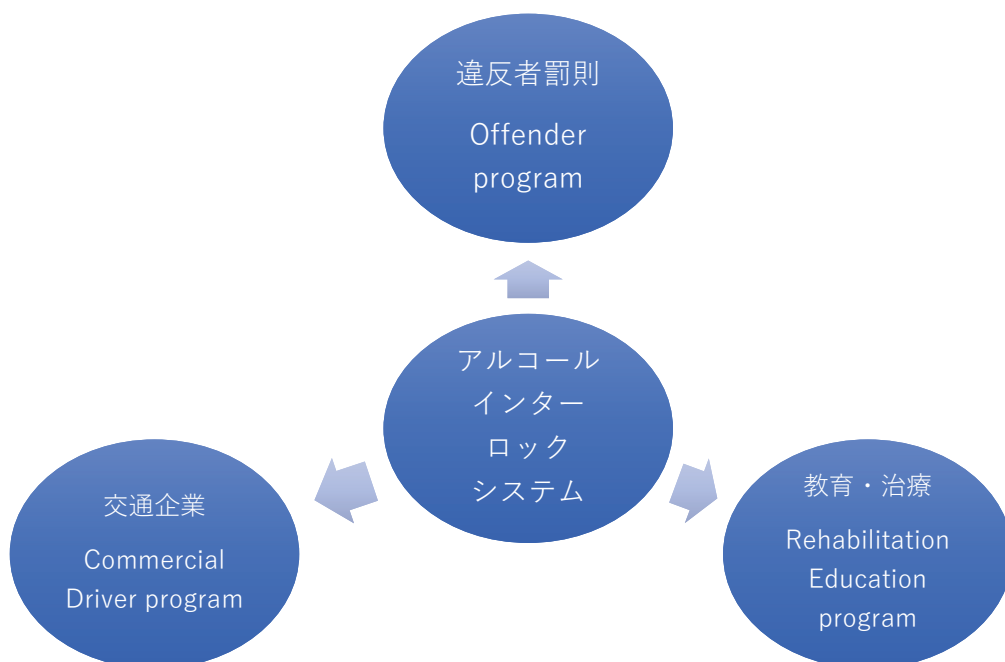 違反者罰則
Offender
program
アルコール
インター
ロック
システム
交通企業
Commercial
Driver program
教育・治療
Rehabilitation
Education
program